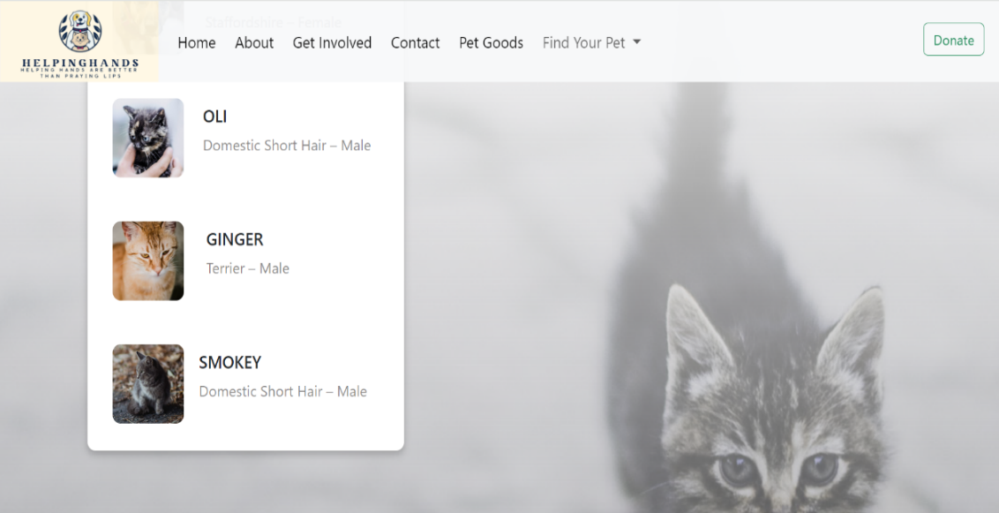 Staffordshire – Female
HELPINGHANDS
HELPING HANDS ARE BETTER
THAN PRAYING LIPS
Home About Get Involved Contact Pet Goods Find Your Pet
Donate
OLI
Domestic Short Hair – Male
GINGER
Terrier – Male
SMOKEY
Domestic Short Hair – Male